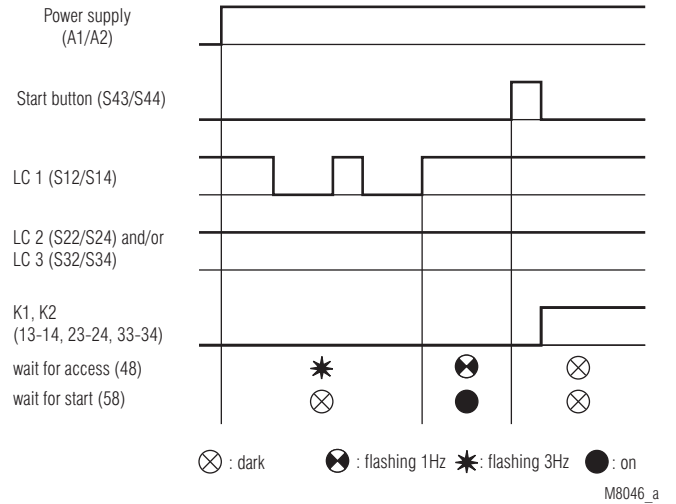 Power supply
(A1/A2)
Start button (S43/S44)
LC 1 (S12/S14)
LC 2 (S22/S24) and/or
LC 3 (S32/S34)
K1, K2
(13-14, 23-24, 33-34)
wait for access (48)
wait for start (58)
: dark : flashing 1Hz : flashing 3Hz : on
M8046_a